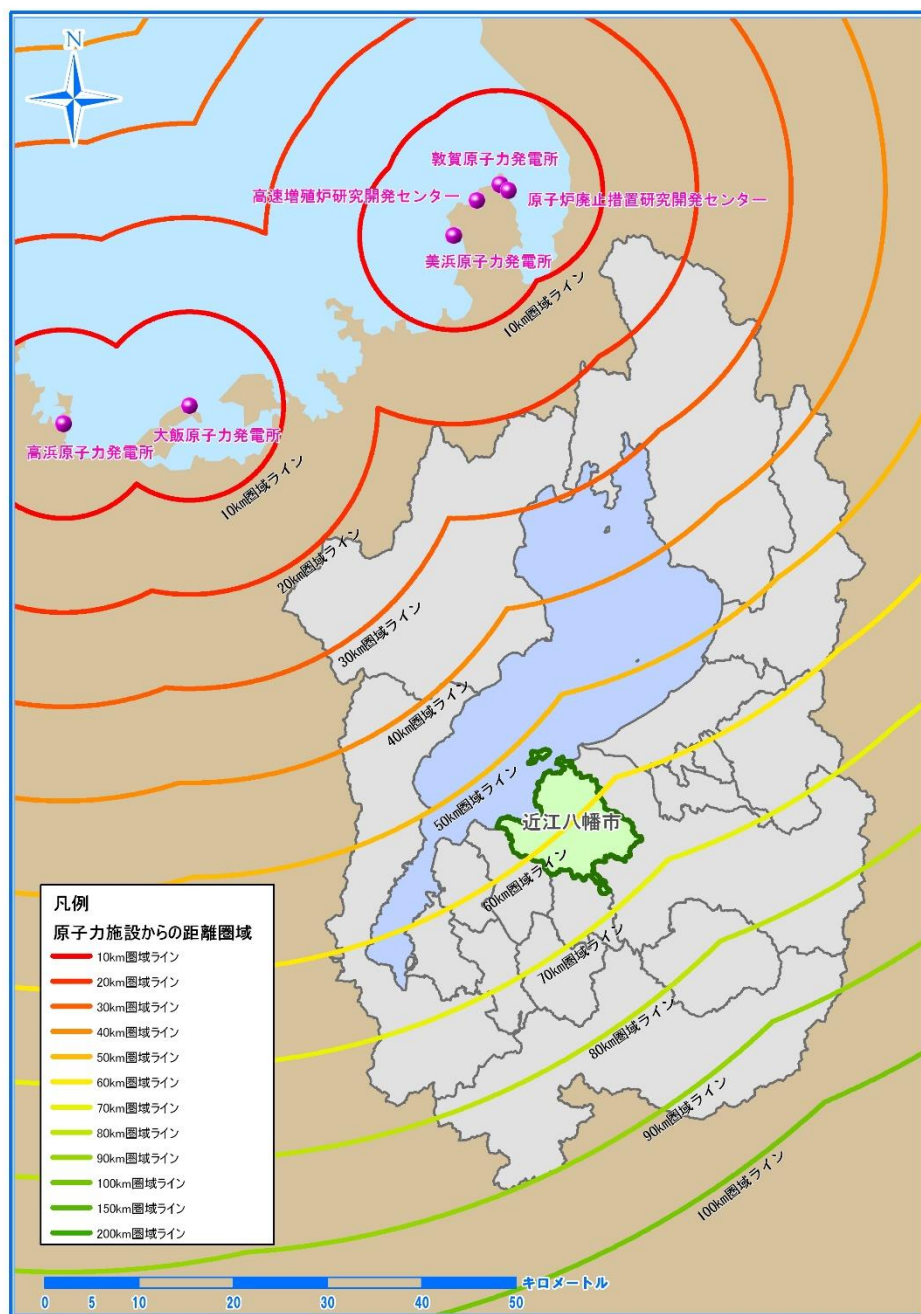 N
敦賀原子力発電所
高速増殖炉研究開発センター
原子炉廃止措置研究開発センター
美浜原子力発電所
10km圏域ライン
大飯原子力発電所
高浜原子力発電所
10km圏域ライン
20km圏域ライン
30km圏域ライン
40km圏域ライン
50km圏域ライン
近江八幡市
60km圏域ライン
70km圏域ライン
80km圏域ライン
90km圏域ライン
100km圏域ライン
凡例
原子力施設からの距離圏域
10km圏域ライン
20km圏域ライン
30km圏域ライン
40km圏域ライン
50km圏域ライン
60km圏域ライン
70km圏域ライン
80km圏域ライン
90km圏域ライン
100km圏域ライン
150km圏域ライン
200km圏域ライン
キロメートル
0 5 10 20 30 40 50